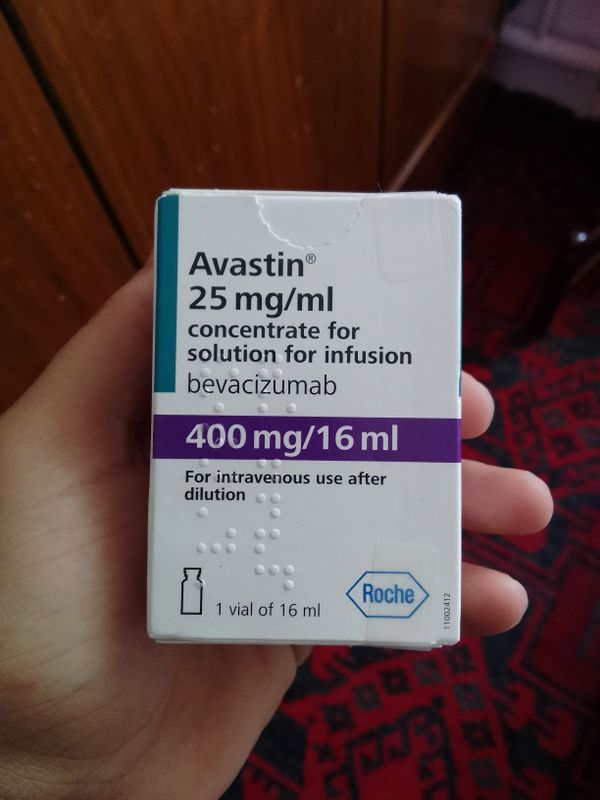 Avastin®
25 mg/ml
concentrate for
solution for infusion
bevacizumab
400 mg/16 ml
For intravenous use after
dilution
1 vial of 16 ml
Roche
11002412